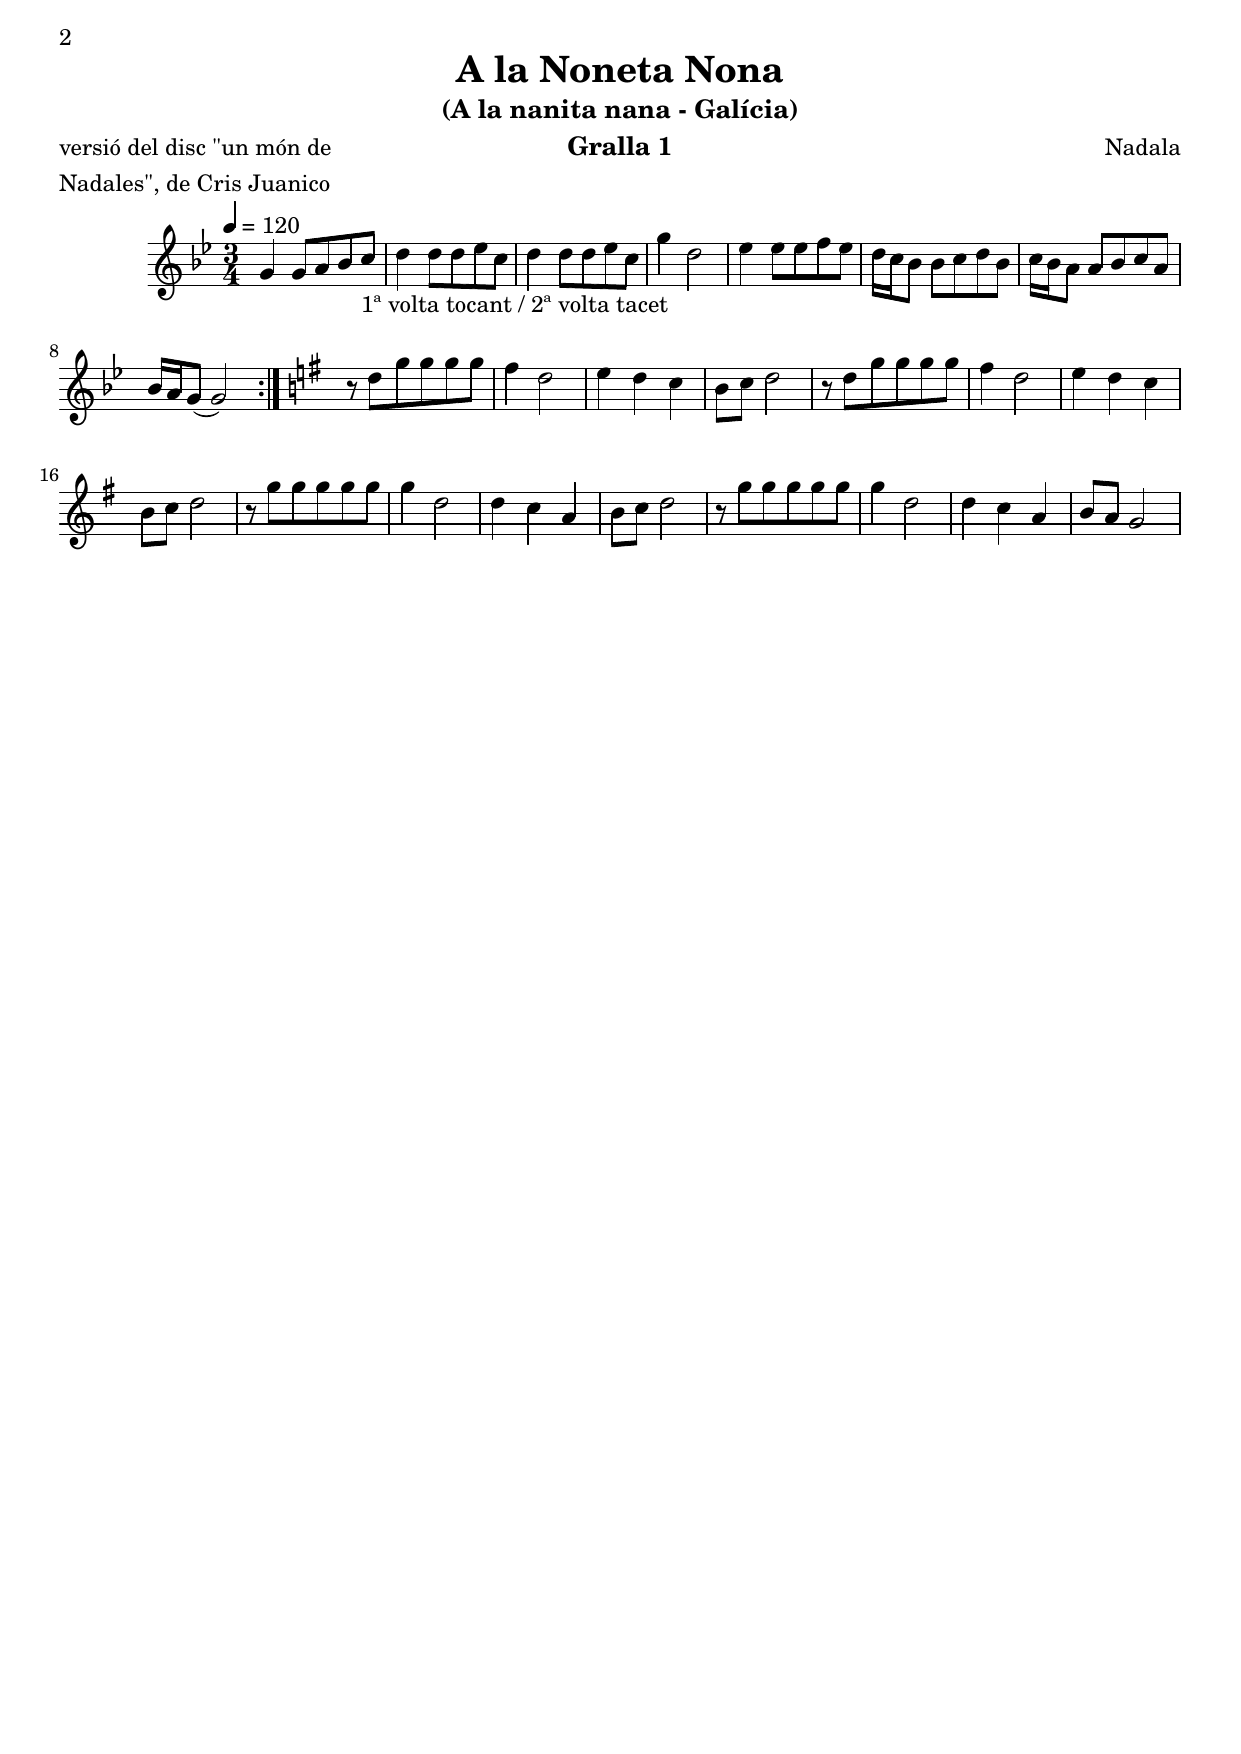 2
A la Noneta Nona
(A la nanita nana - Galícia)
versió del disc "un món de
Nadales", de Cris Juanico
Gralla 1
Nadala
= 120
3
4
1ª volta tocant / 2ª volta tacet
8
16